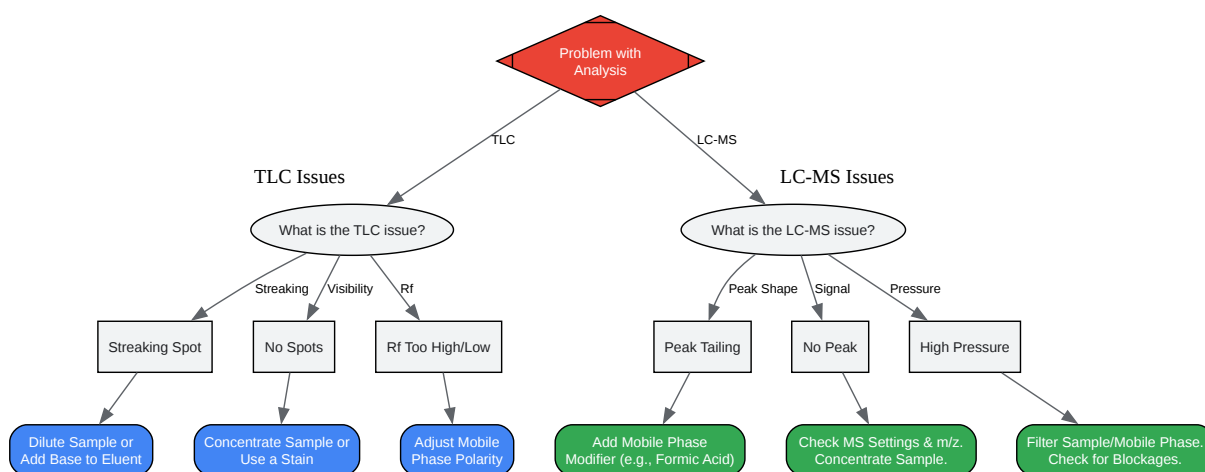 Problem with
Analysis
TLC
LC-MS
TLC Issues
LC-MS Issues
What is the TLC issue?
What is the LC-MS issue?
Streaking
Visibility
Rf
Peak Shape
Signal
Pressure
Streaking Spot
No Spots
Rf Too High/Low
Peak Tailing
No Peak
High Pressure
Dilute Sample or
Add Base to Eluent
Concentrate Sample or
Use a Stain
Adjust Mobile
Phase Polarity
Add Mobile Phase
Modifier (e.g., Formic Acid)
Check MS Settings & m/z.
Concentrate Sample.
Filter Sample/Mobile Phase.
Check for Blockages.